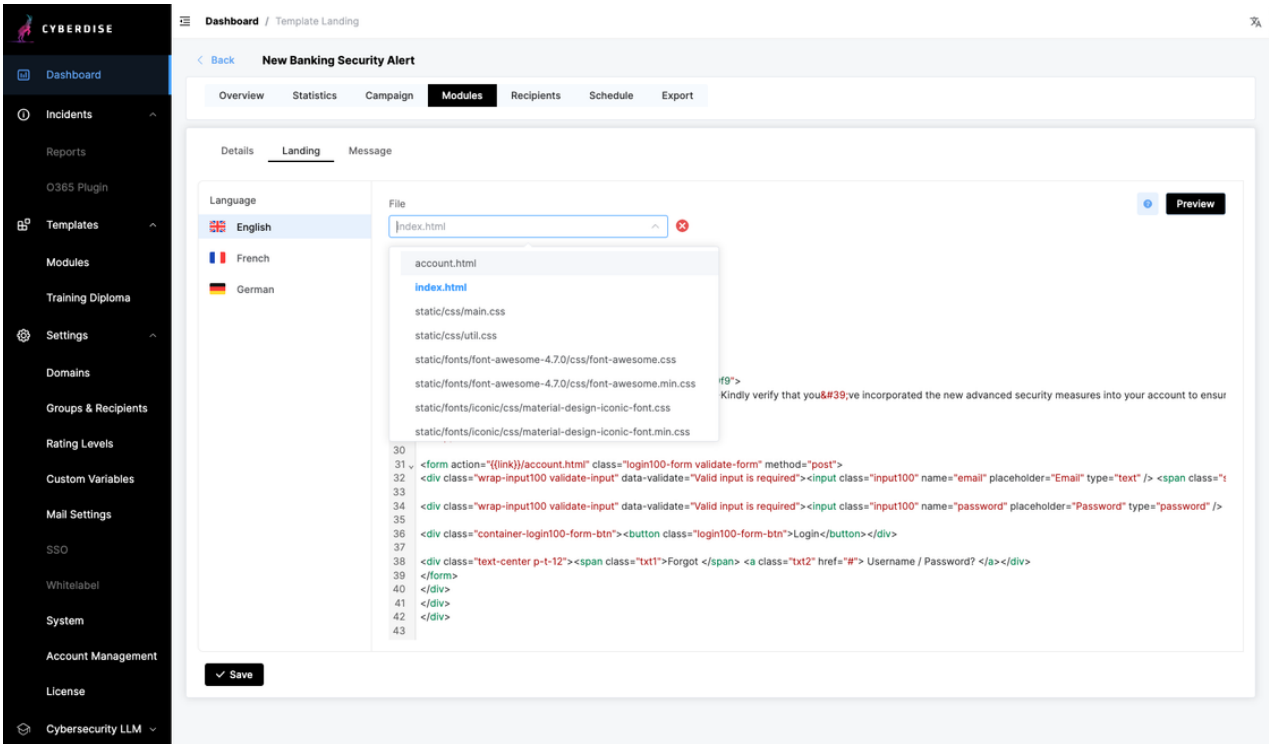 CYBERDISE
Dashboard / Template Landing
Dashboard
Incidents
Reports
O365 Plugin
Templates
Modules
Training Diploma
Settings
Domains
Groups & Recipients
Rating Levels
Custom Variables
Mail Settings
SSO
Whitelabel
System
Account Management
License
Cybersecurity LLM
Back New Banking Security Alert
Overview Statistics Campaign Modules Recipients Schedule Export
Details Landing Message
Language
English
French
German
File
Preview
index.html
account.html
index.html
static/css/main.css
static/css/util.css
static/fonts/font-awesome-4.7.0/css/font-awesome.css
static/fonts/font-awesome-4.7.0/css/font-awesome.min.css
static/fonts/iconic/css/material-design-iconic-font.css
static/fonts/iconic/css/material-design-iconic-font.min.css
f9">
Kindly verify that you&#39;ve incorporated the new advanced security measures into your account to ensur
30
31 <form action="{{link}}/account.html" class="login100-form validate-form" method="post">
32 <div class="wrap-input100 validate-input" data-validate="Valid input is required"><input class="input100" name="email" placeholder="Email" type="text" /> <span class="s
33
34 <div class="wrap-input100 validate-input" data-validate="Valid input is required"><input class="input100" name="password" placeholder="Password" type="password" />
35
36 <div class="container-login100-form-btn"><button class="login100-form-btn">Login</button></div>
37
38 <div class="text-center p-t-12"><span class="txt1">Forgot </span> <a class="txt2" href="#"> Username / Password? </a></div>
39 </form>
40 </div>
41 </div>
42 </div>
43
Save